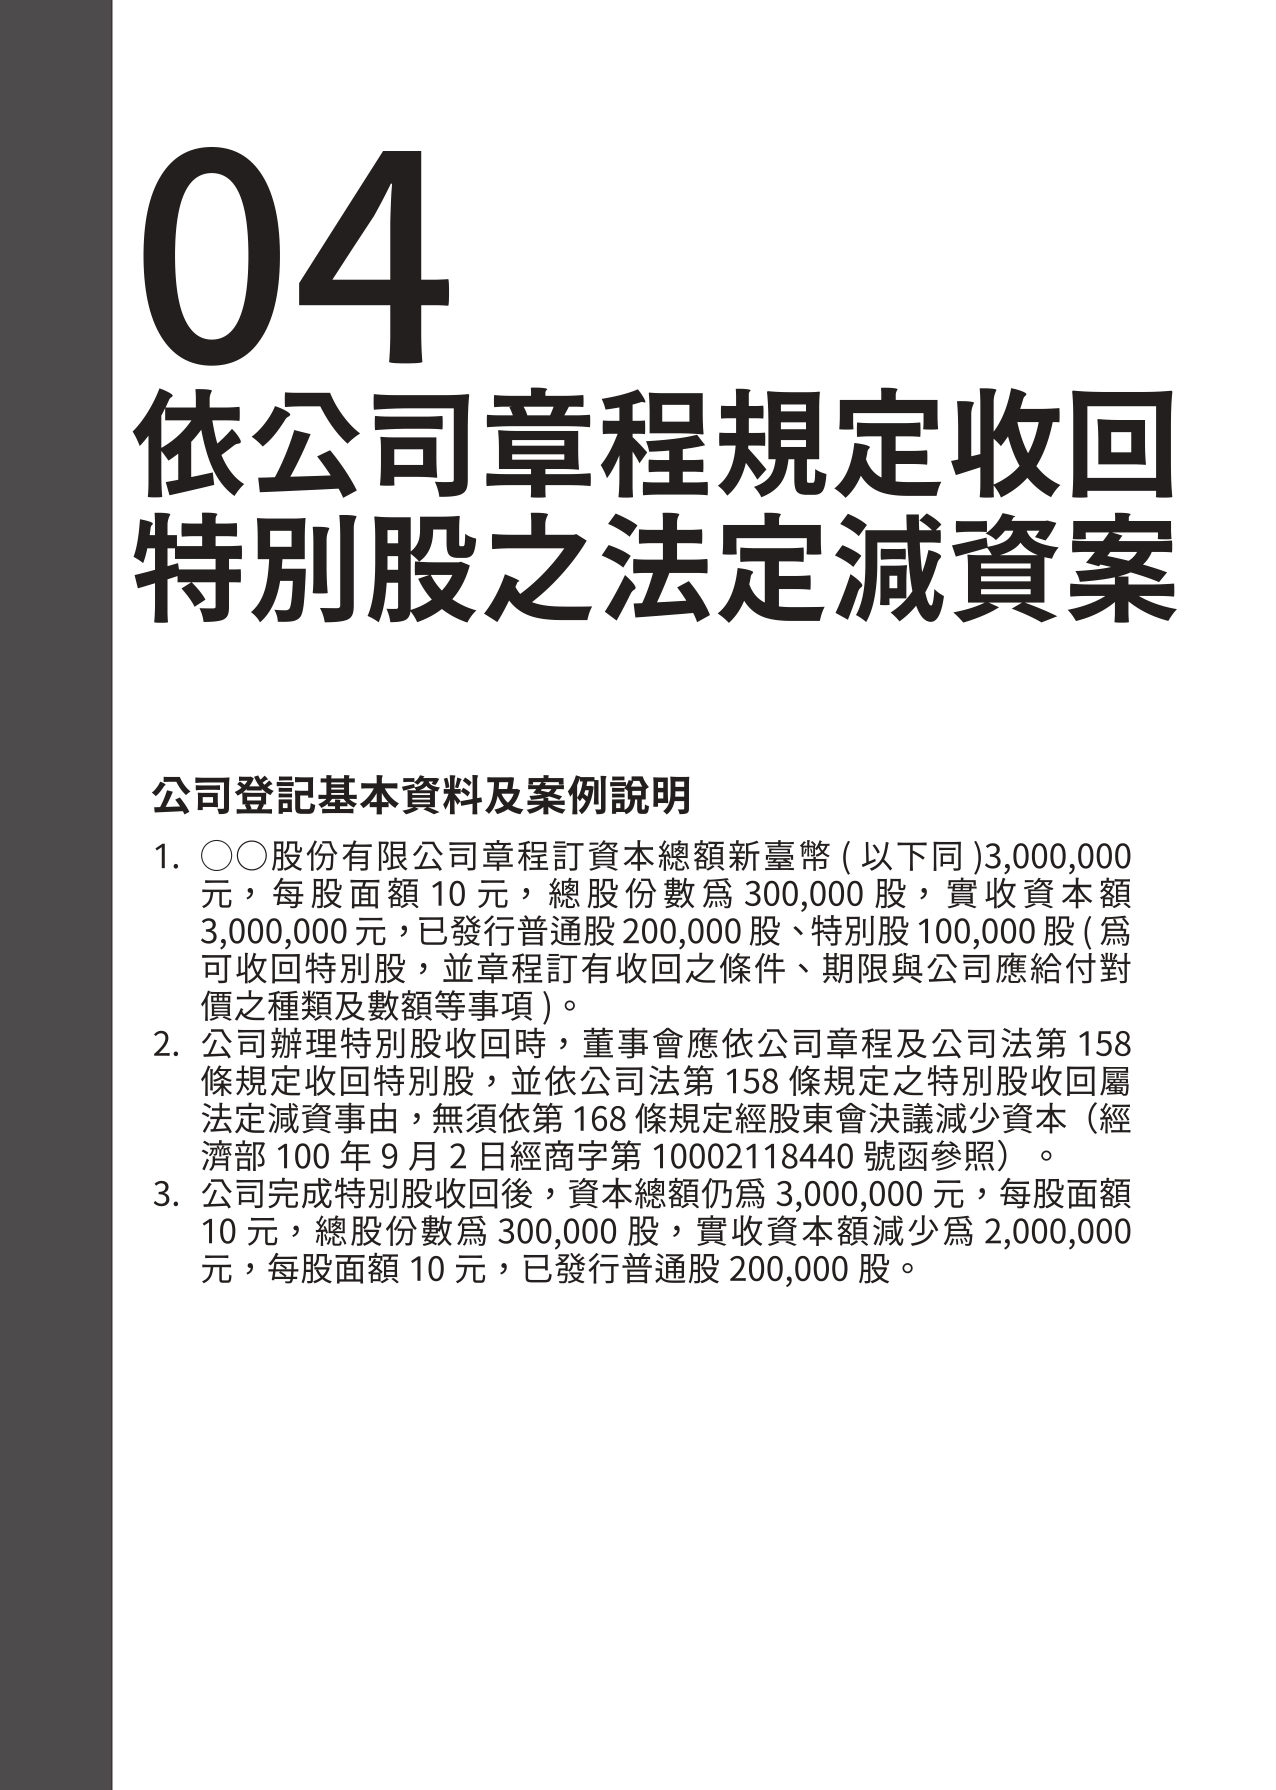 04
依公司章程規定收回
特別股之法定減資案
公司登記基本資料及案例說明
1. ○○股份有限公司章程訂資本總額新臺幣 ( 以下同 )3,000,000
元，每股面額 10 元，總股份數爲 300,000 股，實收資本額
3,000,000 元，已發行普通股 200,000 股、特別股 100,000 股 ( 爲
可收回特別股，並章程訂有收回之條件、期限與公司應給付對
價之種類及數額等事項 )。
2. 公司辦理特別股收回時，董事會應依公司章程及公司法第 158
條規定收回特別股，並依公司法第 158 條規定之特別股收回屬
法定減資事由，無須依第 168 條規定經股東會決議減少資本（經
濟部 100 年 9 月 2 日經商字第 10002118440 號函參照）。
3. 公司完成特別股收回後，資本總額仍爲 3,000,000 元，每股面額
10 元，總股份數爲 300,000 股，實收資本額減少爲 2,000,000
元，每股面額 10 元，已發行普通股 200,000 股。